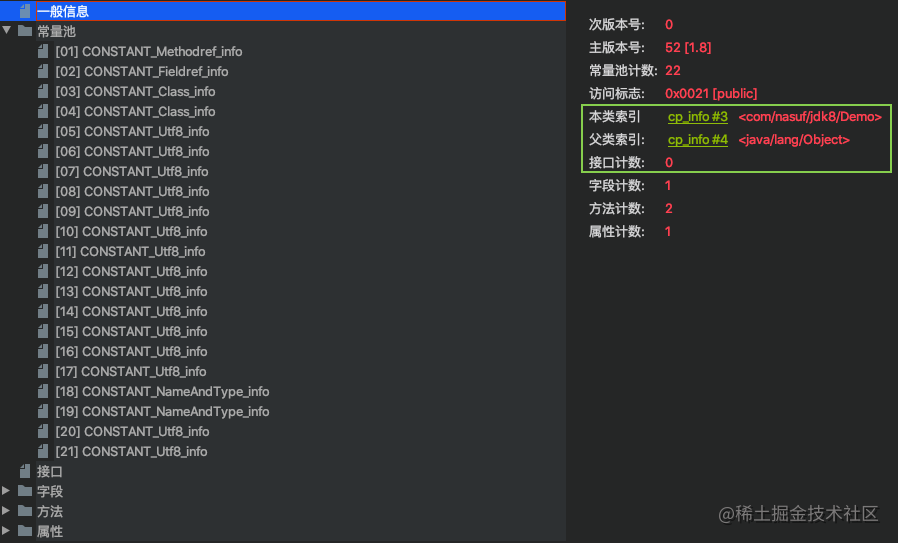 一般信息
常量池
[01] CONSTANT_Methodref_info
[02] CONSTANT_Fieldref_info
[03] CONSTANT_Class_info
[04] CONSTANT_Class_info
[05] CONSTANT_Utf8_info
[06] CONSTANT_Utf8_info
[07] CONSTANT_Utf8_info
[08] CONSTANT_Utf8_info
[09] CONSTANT_Utf8_info
[10] CONSTANT_Utf8_info
[11] CONSTANT_Utf8_info
[12] CONSTANT_Utf8_info
[13] CONSTANT_Utf8_info
[14] CONSTANT_Utf8_info
[15] CONSTANT_Utf8_info
[16] CONSTANT_Utf8_info
[17] CONSTANT_Utf8_info
[18] CONSTANT_NameAndType_info
[19] CONSTANT_NameAndType_info
[20] CONSTANT_Utf8_info
[21] CONSTANT_Utf8_info
接口
字段
方法
属性
次版本号: 0
主版本号: 52 [1.8]
常量池计数: 22
访问标志: 0x0021 [public]
本类索引 cp_info #3 <com/nasuf/jdk8/Demo>
父类索引: cp_info #4 <java/lang/Object>
接口计数: 0
字段计数: 1
方法计数: 2
属性计数: 1
@稀土掘金技术社区